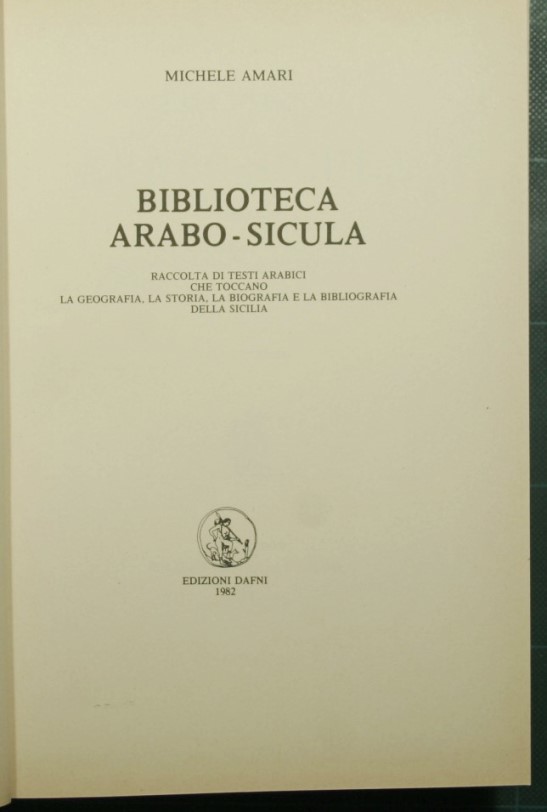 MICHELE AMARI
BIBLIOTECA
ARABO - SICULA
RACCOLTA DI TESTI ARABICI
CHE TOCCANO
LA GEOGRAFIA, LA STORIA, LA BIOGRAFIA E LA BIBLIOGRAFIA
DELLA SICILIA
EDIZIONI DAFNI
1982